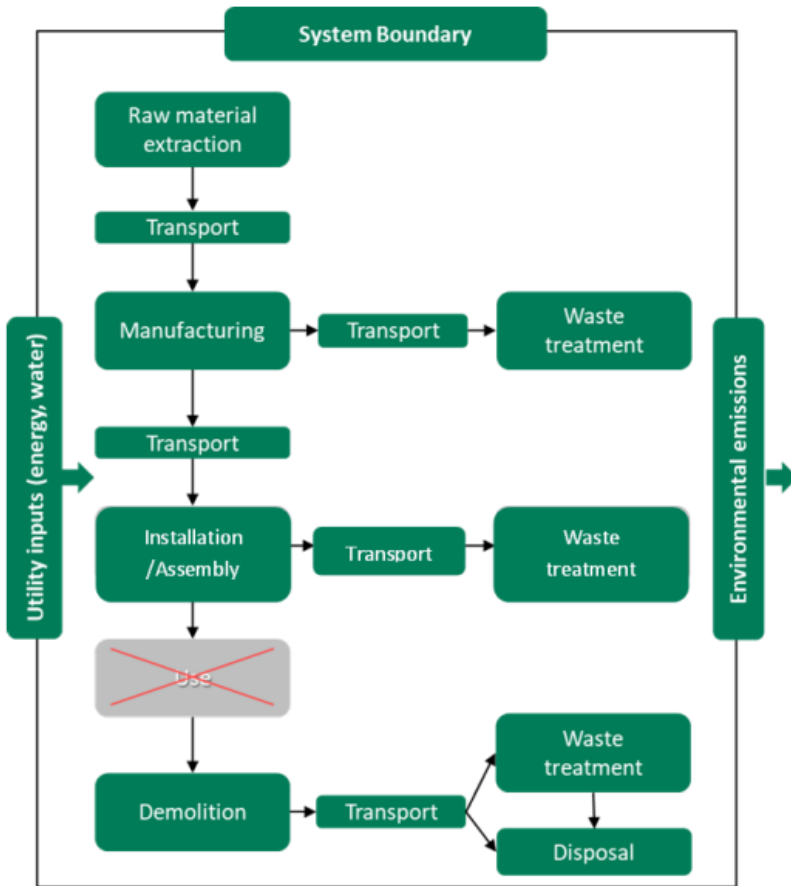 System Boundary
Raw material
extraction
Transport
Manufacturing
Transport
Waste
treatment
Utility inputs (energy, water)
Environmental emissions
Transport
Installation
/Assembly
Transport
Waste
treatment
Use
Demolition
Transport
Waste
treatment
Disposal